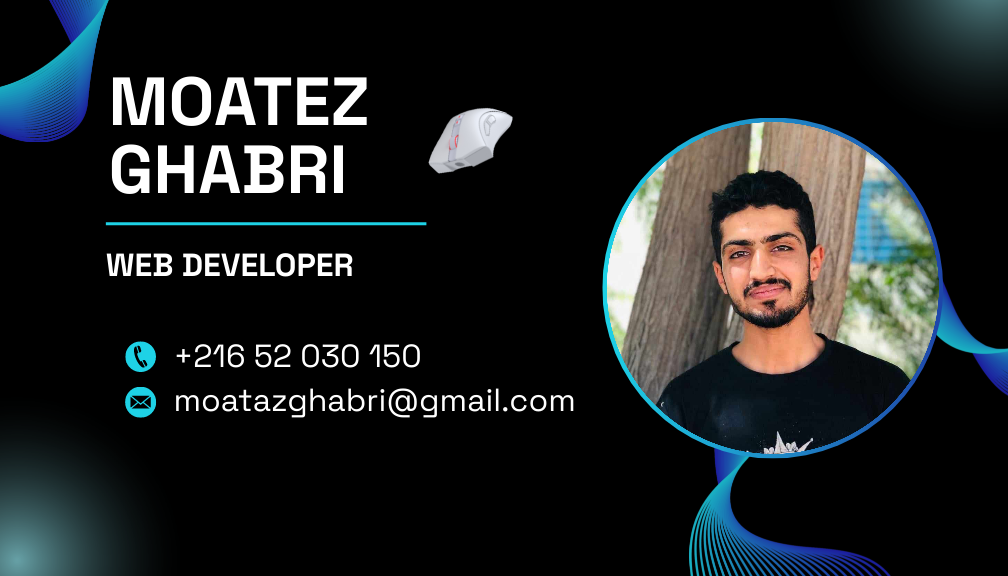 MOATEZ
GHABRI
WEB DEVELOPER
+216 52 030 150
moatazghabri@gmail.com